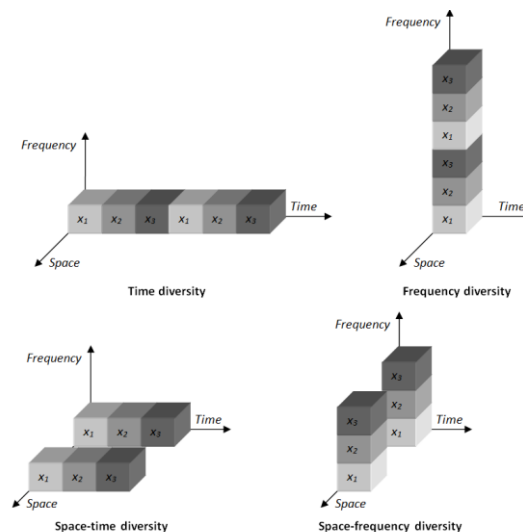 Frequency
x1 x2 x3 x1 x2 x3
Time
Space
Time diversity
Frequency
x3
x2
x1
x3
x2
x1
Time
Space
Frequency diversity
Frequency
x1 x2 x3
Time
x1 x2 x3
Space
Space-time diversity
Frequency
x3
x2
x1
x3
x2
x1
Time
Space
Space-frequency diversity